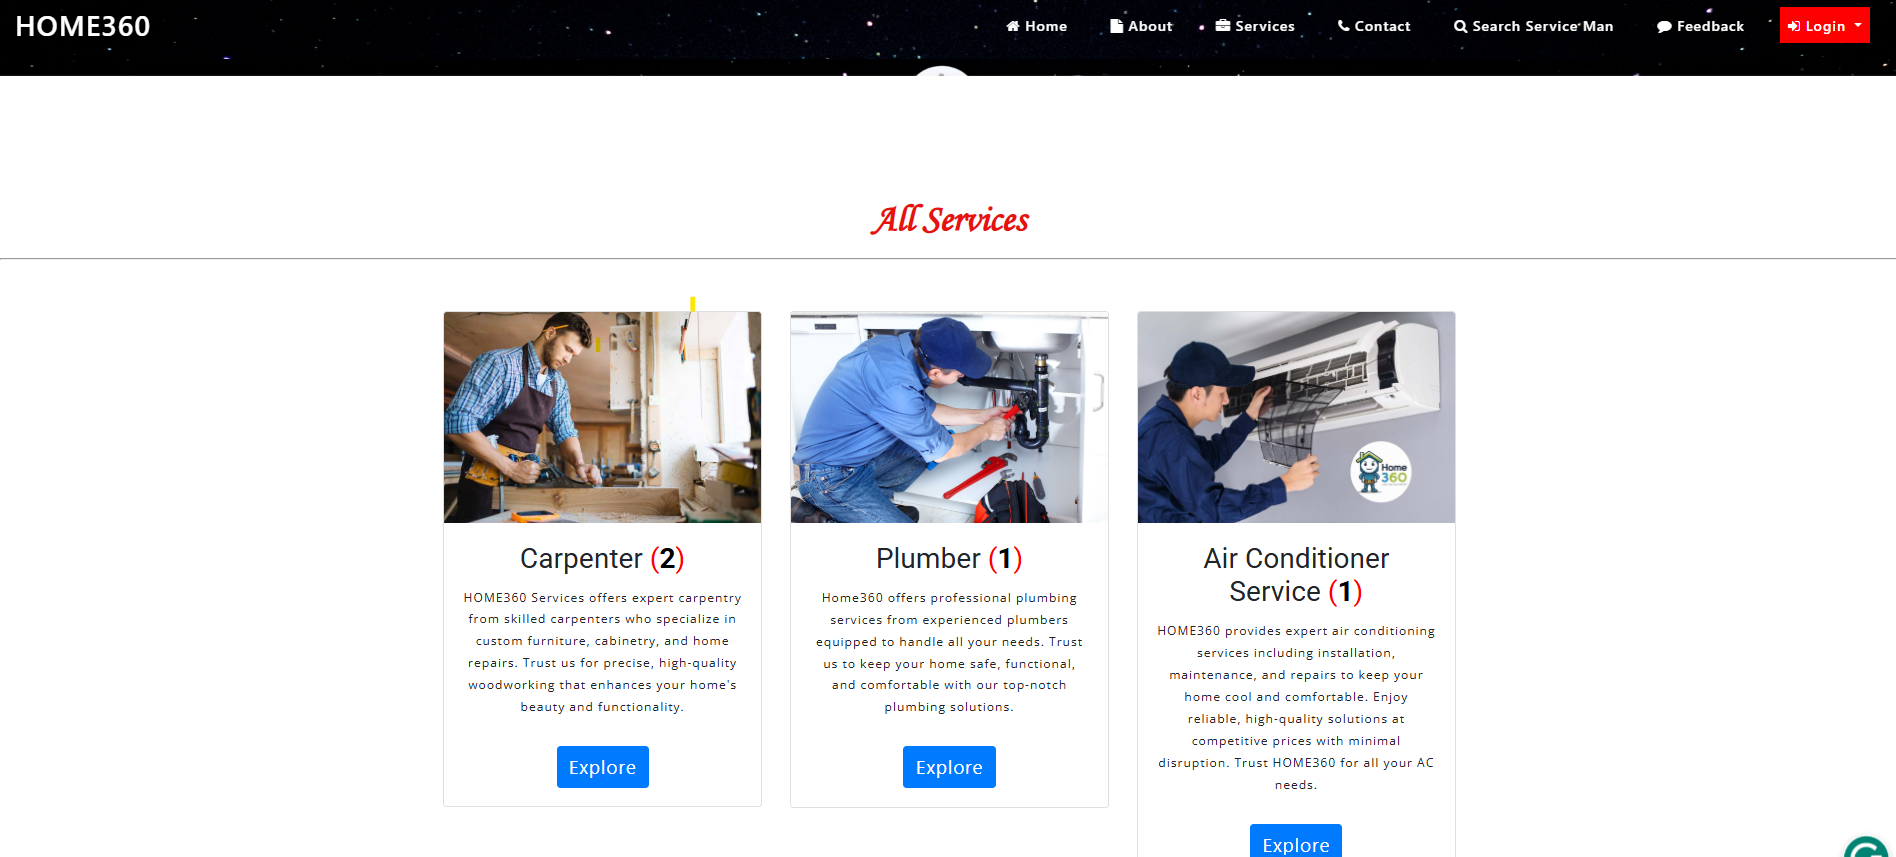 HOME360
Home About Services Contact Search Service Man Feedback Login
All Services
Carpenter (2)
HOME360 Services offers expert carpentry
from skilled carpenters who specialize in
custom furniture, cabinetry, and home
repairs. Trust us for precise, high-quality
woodworking that enhances your home's
beauty and functionality.
Explore
Plumber (1)
Home360 offers professional plumbing
services from experienced plumbers
equipped to handle all your needs. Trust
us to keep your home safe, functional,
and comfortable with our top-notch
plumbing solutions.
Explore
Home
360
Air Conditioner
Service (1)
HOME360 provides expert air conditioning
services including installation,
maintenance, and repairs to keep your
home cool and comfortable. Enjoy
reliable, high-quality solutions at
competitive prices with minimal
disruption. Trust HOME360 for all your AC
needs.
Explore